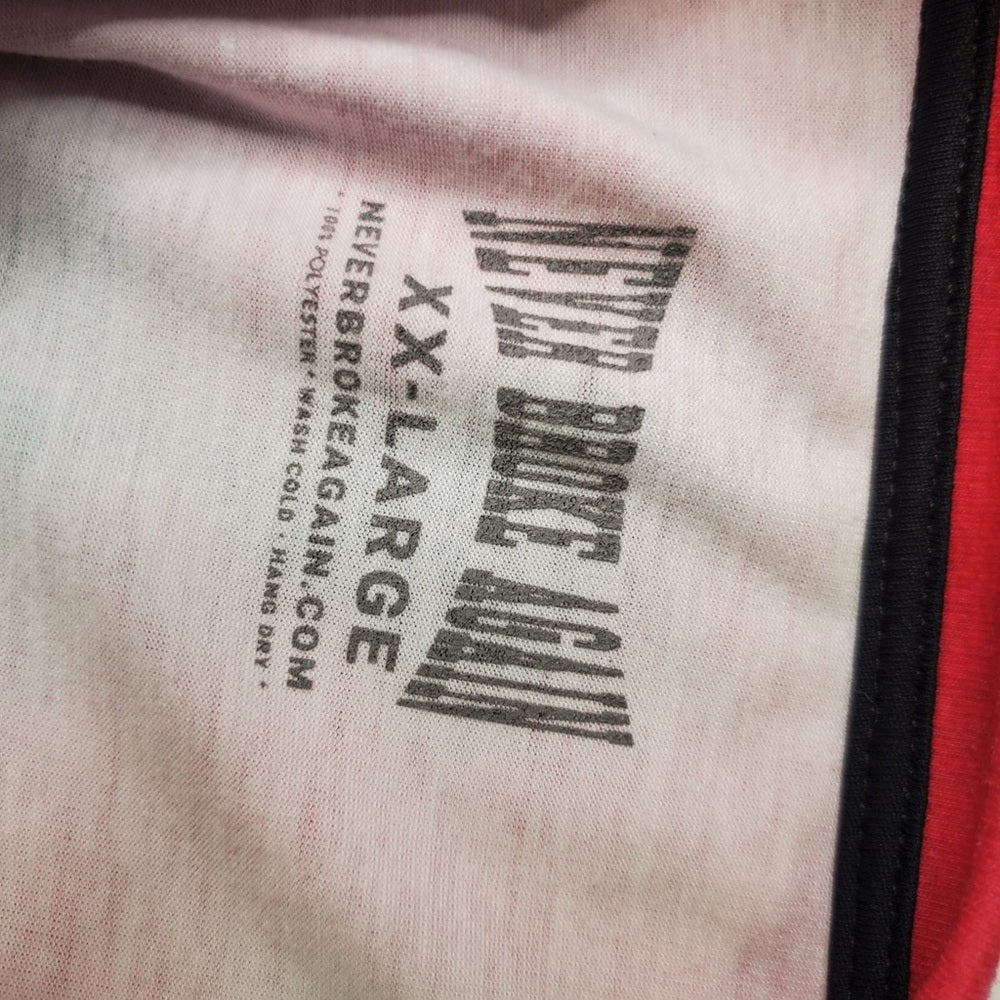 NEVER BROKE AGAIN
XX-LARGE
NEVERBROKEAGAIN.COM
* 100% POLYESTER * WASH COLD * HANG DRY *